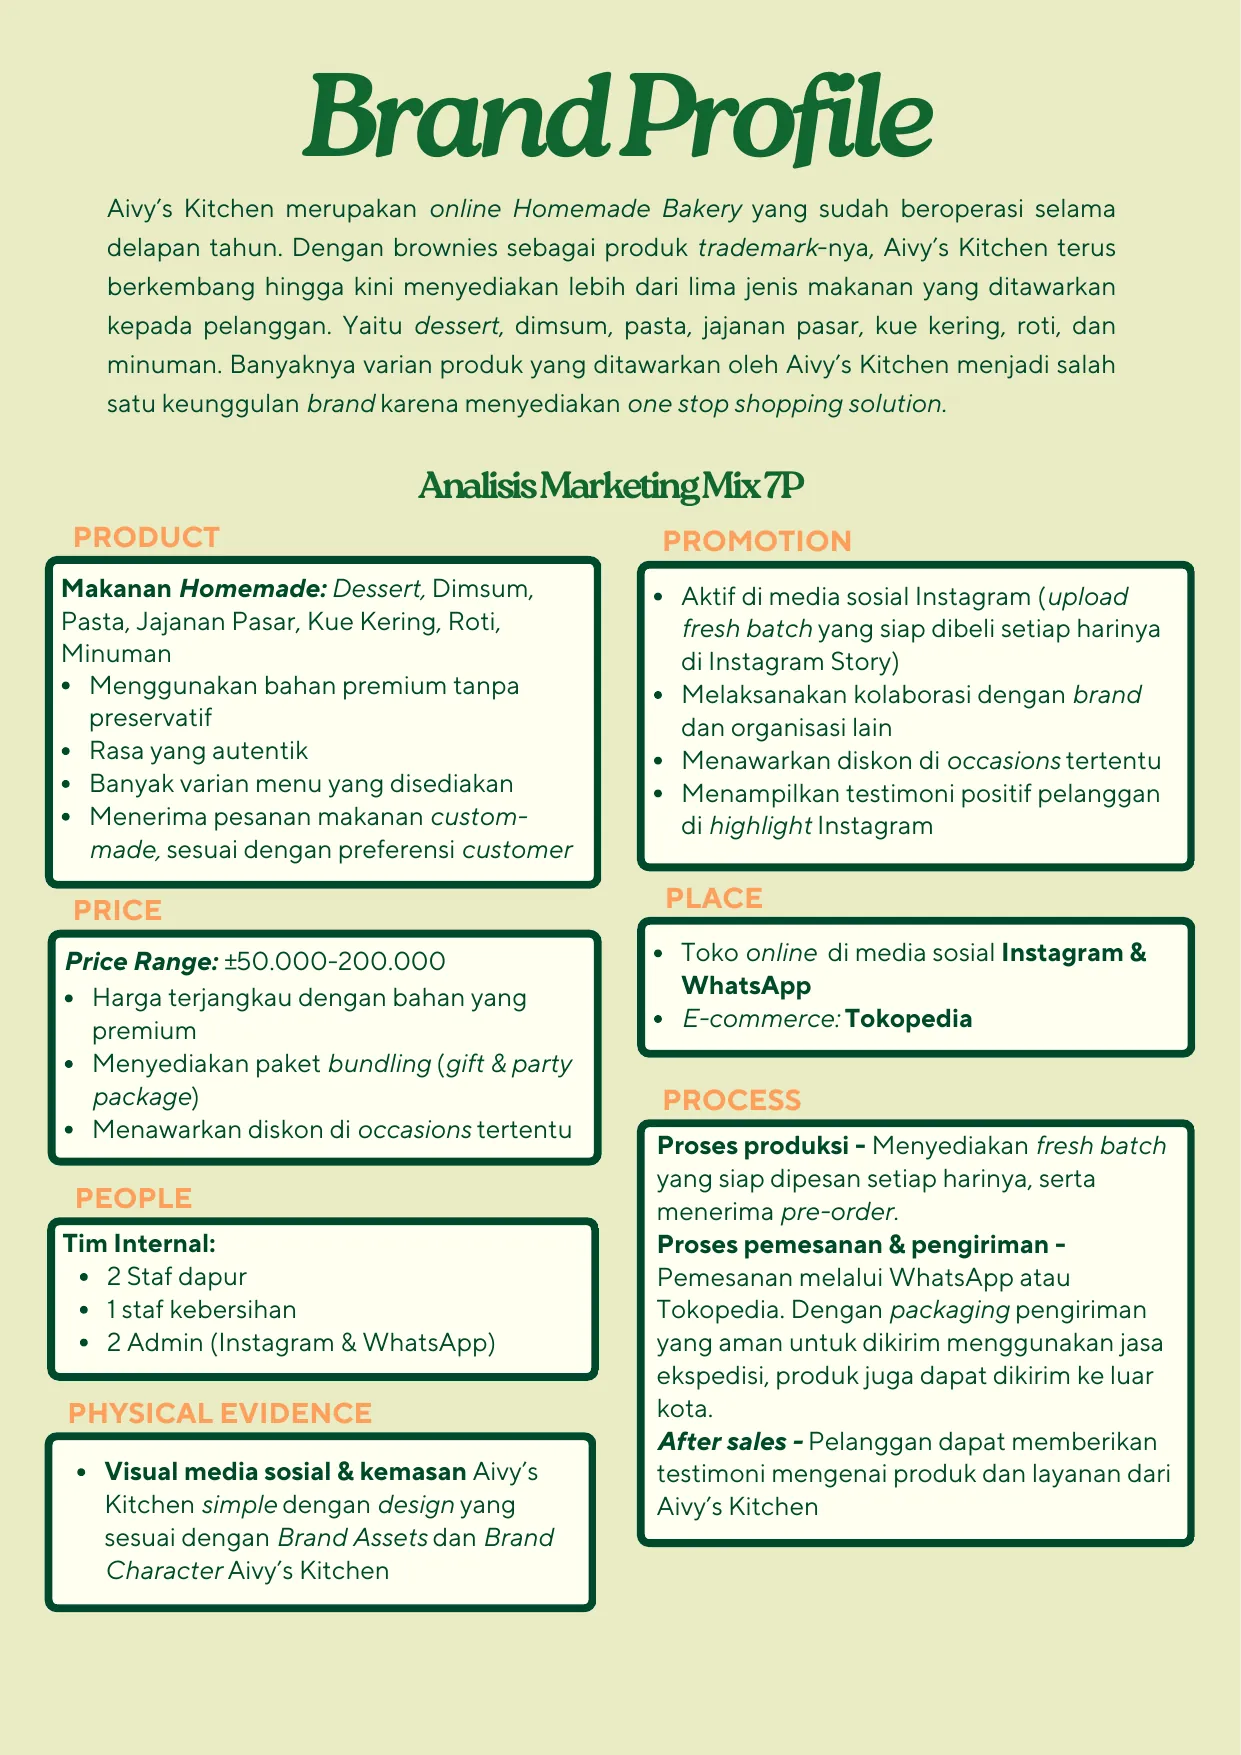 Brand Profile
Aivy's Kitchen merupakan online Homemade Bakery yang sudah beroperasi selama
delapan tahun. Dengan brownies sebagai produk trademark-nya, Aivy's Kitchen terus
berkembang hingga kini menyediakan lebih dari lima jenis makanan yang ditawarkan
kepada pelanggan. Yaitu dessert, dimsum, pasta, jajanan pasar, kue kering, roti, dan
minuman. Banyaknya varian produk yang ditawarkan oleh Aivy's Kitchen menjadi salah
satu keunggulan brand karena menyediakan one stop shopping solution.
Analisis Marketing Mix 7P
PRODUCT
Makanan Homemade: Dessert, Dimsum,
Pasta, Jajanan Pasar, Kue Kering, Roti,
Minuman
• Menggunakan bahan premium tanpa
preservatif
• Rasa yang autentik
• Banyak varian menu yang disediakan
• Menerima pesanan makanan custom-
made, sesuai dengan preferensi customer
PRICE
Price Range: ±50.000-200.000
• Harga terjangkau dengan bahan yang
premium
• Menyediakan paket bundling (gift & party
package)
• Menawarkan diskon di occasions tertentu
PEOPLE
Tim Internal:
• 2 Staf dapur
• 1 staf kebersihan
• 2 Admin (Instagram & WhatsApp)
PHYSICAL EVIDENCE
• Visual media sosial & kemasan Aivy's
Kitchen simple dengan design yang
sesuai dengan Brand Assets dan Brand
Character Aivy's Kitchen
PROMOTION
• Aktif di media sosial Instagram (upload
fresh batch yang siap dibeli setiap harinya
di Instagram Story)
• Melaksanakan kolaborasi dengan brand
dan organisasi lain
• Menawarkan diskon di occasions tertentu
• Menampilkan testimoni positif pelanggan
di highlight Instagram
PLACE
• Toko online di media sosial Instagram &
WhatsApp
• E-commerce: Tokopedia
PROCESS
Proses produksi - Menyediakan fresh batch
yang siap dipesan setiap harinya, serta
menerima pre-order.
Proses pemesanan & pengiriman -
Pemesanan melalui WhatsApp atau
Tokopedia. Dengan packaging pengiriman
yang aman untuk dikirim menggunakan jasa
ekspedisi, produk juga dapat dikirim ke luar
kota.
After sales - Pelanggan dapat memberikan
testimoni mengenai produk dan layanan dari
Aivy's Kitchen